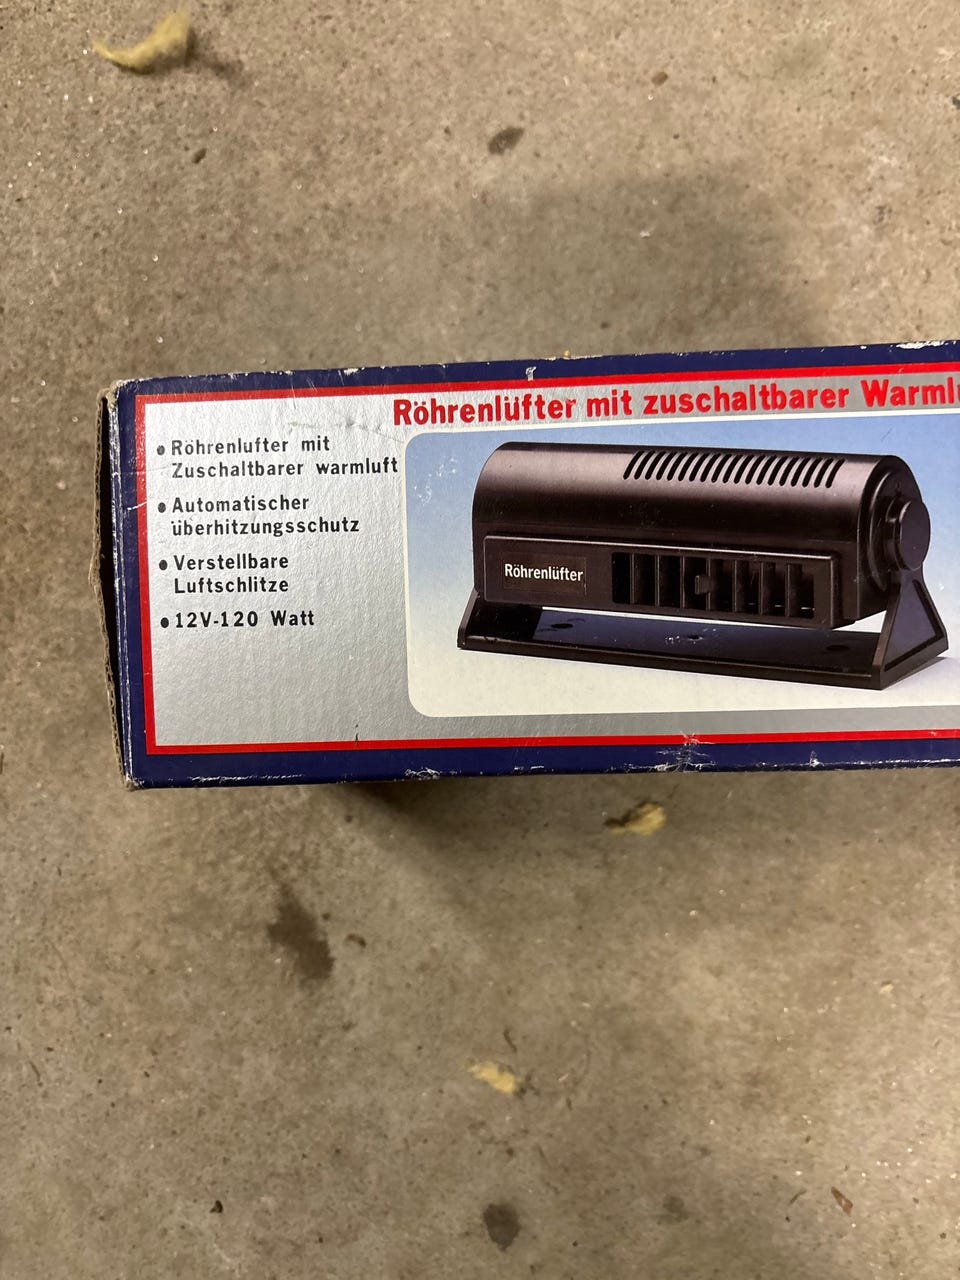 Röhrenlüfter mit zuschaltbarer
• Röhrenlufter mit
Zuschaltbarer warmluft
• Automatischer
überhitzungsschutz
• Verstellbare
Luftschlitze
• 12V-120 Watt
Röhrenlüfter